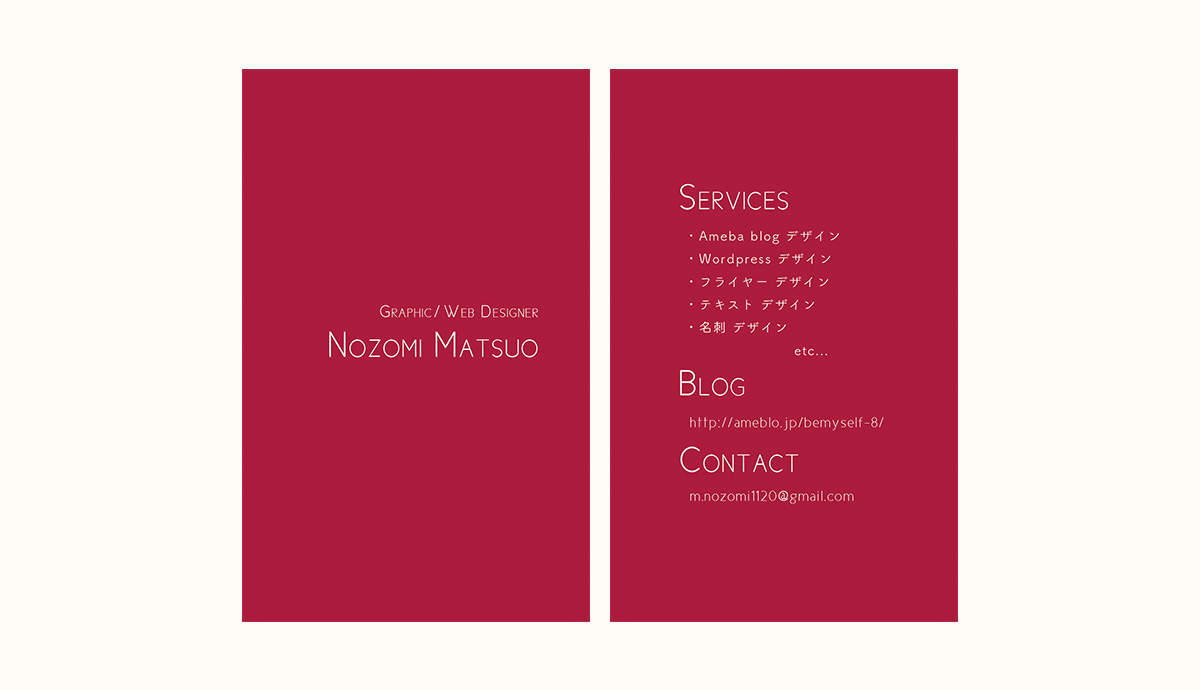 Graphic/Web Designer
Nozomi Matsuo
Services
・Ameba blog デザイン
・Wordpress デザイン
・フライヤー デザイン
・テキスト デザイン
・名刺 デザイン
etc...
Blog
http://ameblo.jp/bemyself-8/
Contact
m.nozomi1120@gmail.com